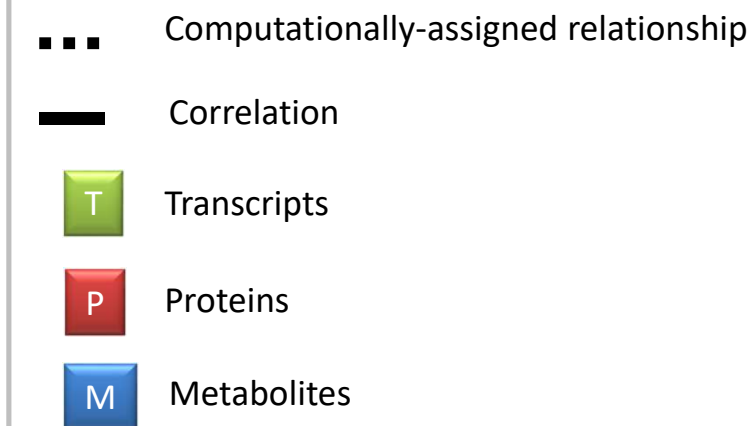 Computationally-assigned relationship
Correlation
T Transcripts
P Proteins
M Metabolites